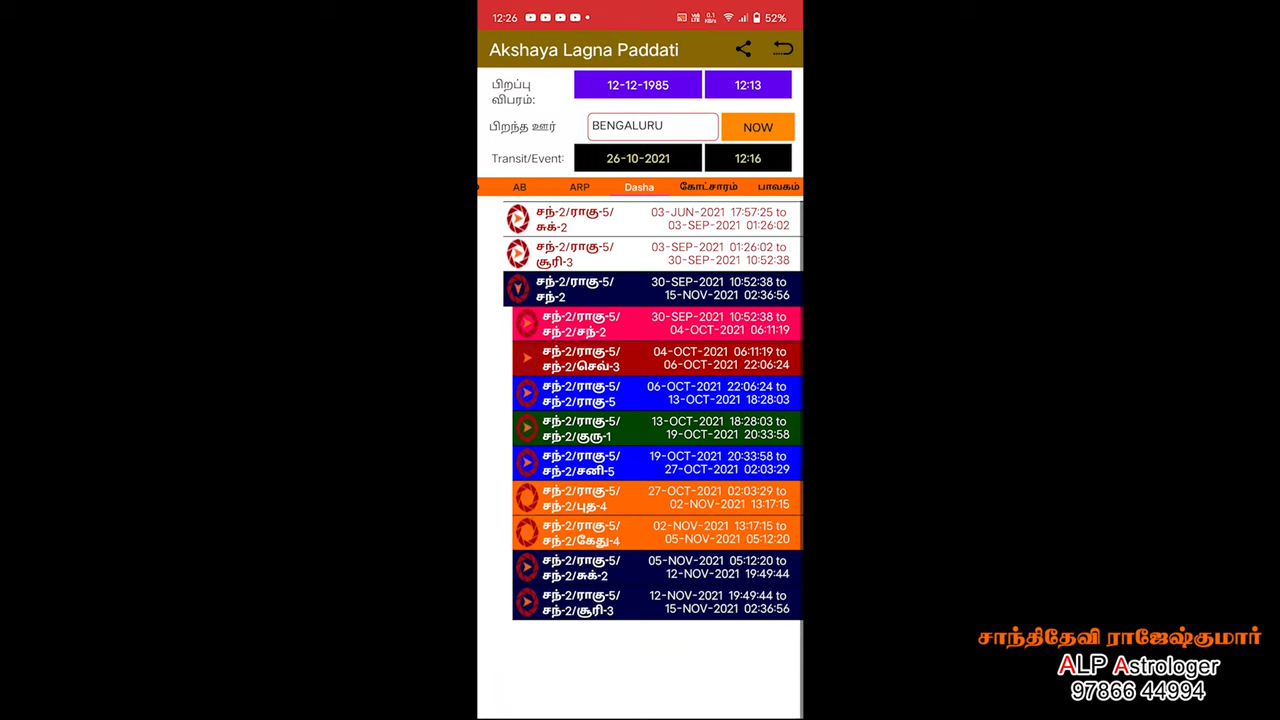 12:26
0.1
KB/s
52%
Akshaya Lagna Paddati
பிறப்பு
விபரம்:
12-12-1985
12:13
பிறந்த ஊர்
BENGALURU
NOW
Transit/Event:
26-10-2021
12:16
AB
ARP
Dasha
கோட்சாரம்
பாவகம்
சந்-2/ராகு-5/
சுக்-2
03-JUN-2021 17:57:25 to
03-SEP-2021 01:26:02
சந்-2/ராகு-5/
சூரி-3
03-SEP-2021 01:26:02 to
30-SEP-2021 10:52:38
சந்-2/ராகு-5/
சந்-2
30-SEP-2021 10:52:38 to
15-NOV-2021 02:36:56
சந்-2/ராகு-5/
சந்-2/சந்-2
30-SEP-2021 10:52:38 to
04-OCT-2021 06:11:19
சந்-2/ராகு-5/
சந்-2/செவ்-3
04-OCT-2021 06:11:19 to
06-OCT-2021 22:06:24
சந்-2/ராகு-5/
சந்-2/ராகு-5
06-OCT-2021 22:06:24 to
13-OCT-2021 18:28:03
சந்-2/ராகு-5/
சந்-2/குரு-1
13-OCT-2021 18:28:03 to
19-OCT-2021 20:33:58
சந்-2/ராகு-5/
சந்-2/சனி-5
19-OCT-2021 20:33:58 to
27-OCT-2021 02:03:29
சந்-2/ராகு-5/
சந்-2/புத-4
27-OCT-2021 02:03:29 to
02-NOV-2021 13:17:15
சந்-2/ராகு-5/
சந்-2/கேது-4
02-NOV-2021 13:17:15 to
05-NOV-2021 05:12:20
சந்-2/ராகு-5/
சந்-2/சுக்-2
05-NOV-2021 05:12:20 to
12-NOV-2021 19:49:44
சந்-2/ராகு-5/
சந்-2/சூரி-3
12-NOV-2021 19:49:44 to
15-NOV-2021 02:36:56
சாந்திதேவி ராஜேஷ்குமார்
ALP Astrologer
97866 44994